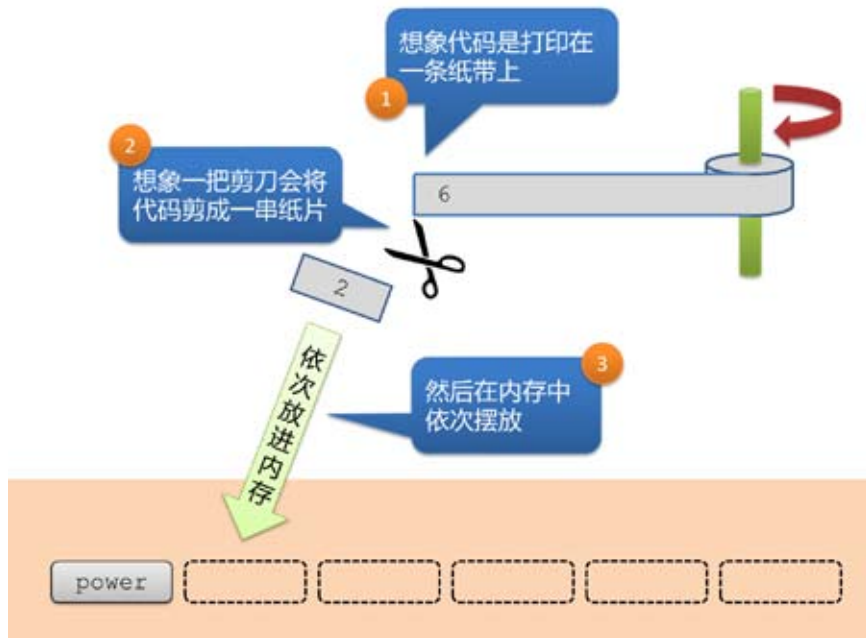 想象代码是打印在
一条纸带上
1
2
想象一把剪刀会将
代码剪成一串纸片
6
2
依次放进内存
3
然后在内存中
依次摆放
power